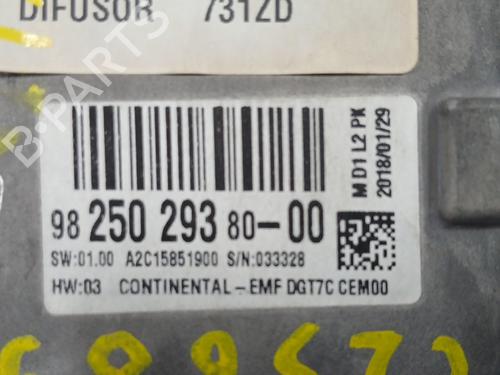 DIFUSOR 731ZD
98 250 293 80-00
SW:01.00 A2C15851900 S/N:033328
HW:03 CONTINENTAL-EMF DGT7C CEM00
M D1 L2 PK
2018/01/29
B-Parts